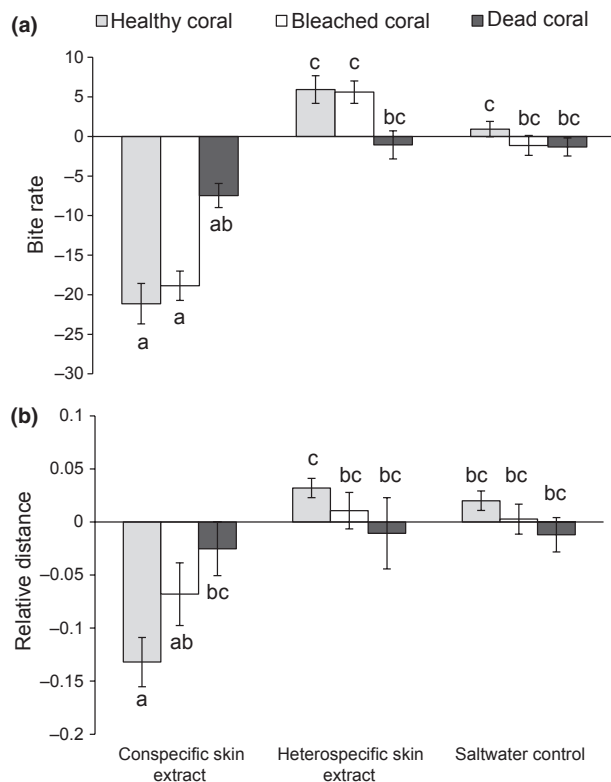 (a) Healthy coral Bleached coral Dead coral
10
5
0
–5
–10
–15
–20
–25
–30
Bite rate
a
a
ab
c
c
bc
c
bc
bc
(b)
0.1
0.05
0
–0.05
–0.1
–0.15
–0.2
Relative distance
a
ab
bc
c
bc
bc
bc
bc
bc
Conspecific skin
extract
Heterospecific skin
extract
Saltwater control